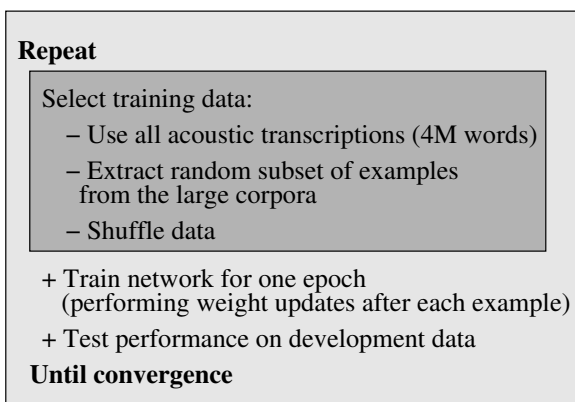 Repeat
Select training data:
– Use all acoustic transcriptions (4M words)
– Extract random subset of examples
from the large corpora
– Shuffle data
+ Train network for one epoch
(performing weight updates after each example)
+ Test performance on development data
Until convergence